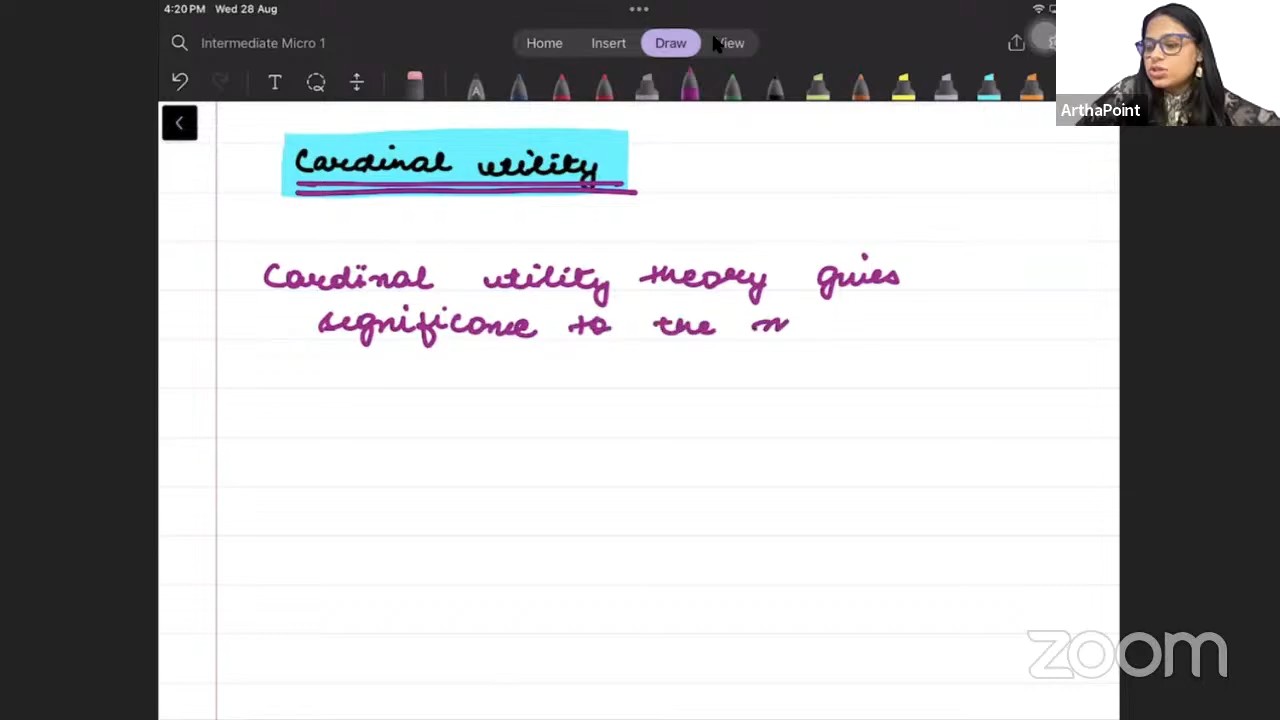 4:20 PM Wed 28 Aug
Intermediate Micro 1
Home Insert Draw View
ArthaPoint
Cardinal utility
Cardinal utility theory gives
significance to the
zoom